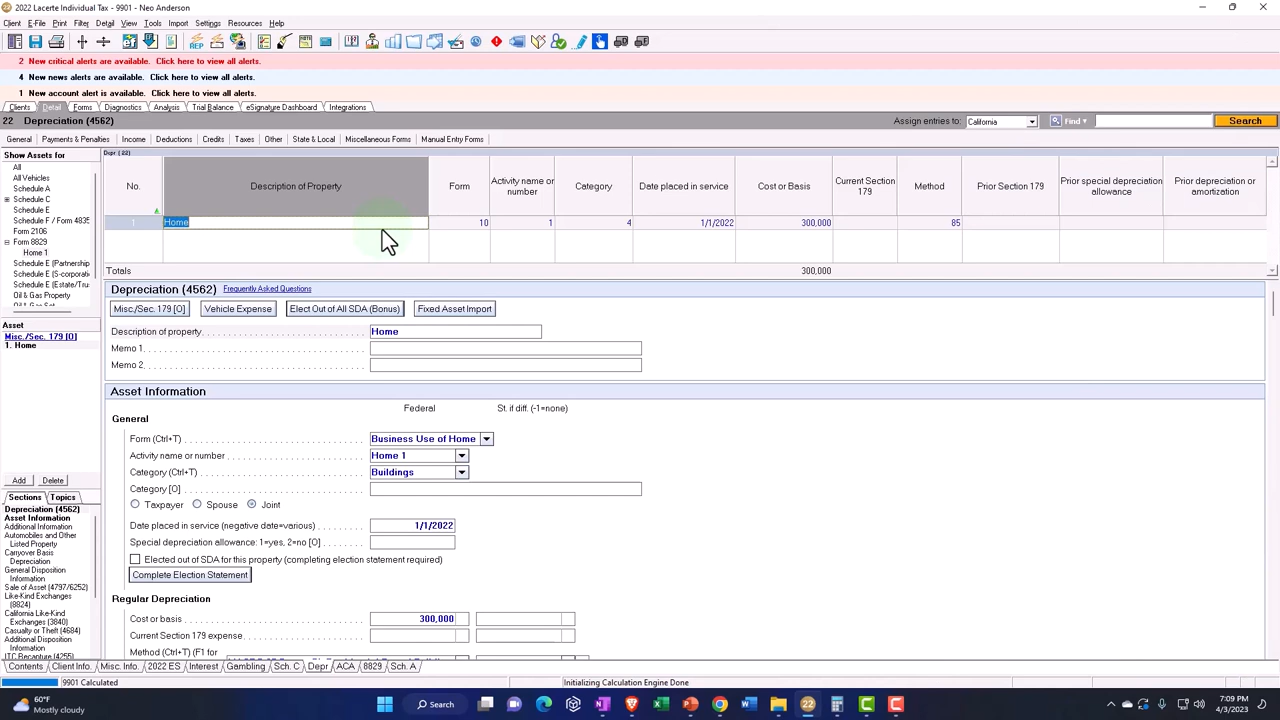 2022 Lacerte Individual Tax - 9901 - Neo Anderson
Client E-File Print Filter Detail View Tools Import Settings Resources Help
2 New critical alerts are available. Click here to view all alerts.
4 New news alerts are available. Click here to view all alerts.
1 New account alert is available. Click here to view all alerts.
Clients Detail Forms Diagnostics Analysis Trial Balance eSignature Dashboard Integrations
22 Depreciation (4562) Assign entries to: California Find Search
General Payments & Penalties Income Deductions Credits Taxes Other State & Local Miscellaneous Forms Manual Entry Forms
Show Assets for
All
All Vehicles
Schedule A
Schedule C
Schedule E
Schedule F / Form 4835
Form 2106
Form 8829
Home 1
Schedule E (Partnership
Schedule E (S-corporatio
Schedule E (Estate/Trus
Oil & Gas Property
Asset
Misc./Sec. 179 [O]
1. Home
Add Delete
Sections Topics
Depreciation (4562)
Asset Information
Additional Information
Automobiles and Other
Listed Property
Carryover Basis
Depreciation
General Disposition
Information
Sale of Asset (4797/6252)
Like-Kind Exchanges
(8824)
California Like-Kind
Exchanges (3840)
Casualty or Theft (4684)
Additional Disposition
Information
ITC Recapture (4255)
Depr (22)
No. Description of Property Form Activity name or number Category Date placed in service Cost or Basis Current Section 179 Method Prior Section 179 Prior special depreciation allowance Prior depreciation or amortization
1 Home 10 1 4 1/1/2022 300,000 85
Totals 300,000
Depreciation (4562) Frequently Asked Questions
Misc./Sec. 179 [O] Vehicle Expense Elect Out of All SDA (Bonus) Fixed Asset Import
Description of property Home
Memo 1
Memo 2
Asset Information
Federal St. if diff. (-1=none)
General
Form (Ctrl+T) Business Use of Home
Activity name or number Home 1
Category (Ctrl+T) Buildings
Category [O]
Taxpayer Spouse Joint
Date placed in service (negative date=various) 1/1/2022
Special depreciation allowance: 1=yes, 2=no [O]
Elected out of SDA for this property (completing election statement required)
Complete Election Statement
Regular Depreciation
Cost or basis 300,000
Current Section 179 expense
Method (Ctrl+T) (F1 for
Contents Client Info. Misc. Info. 2022 ES Interest Gambling Sch. C Depr ACA 8829 Sch. A
9901 Calculated Initializing Calculation Engine Done
60°F
Mostly cloudy
Search
7:09 PM
4/3/2023